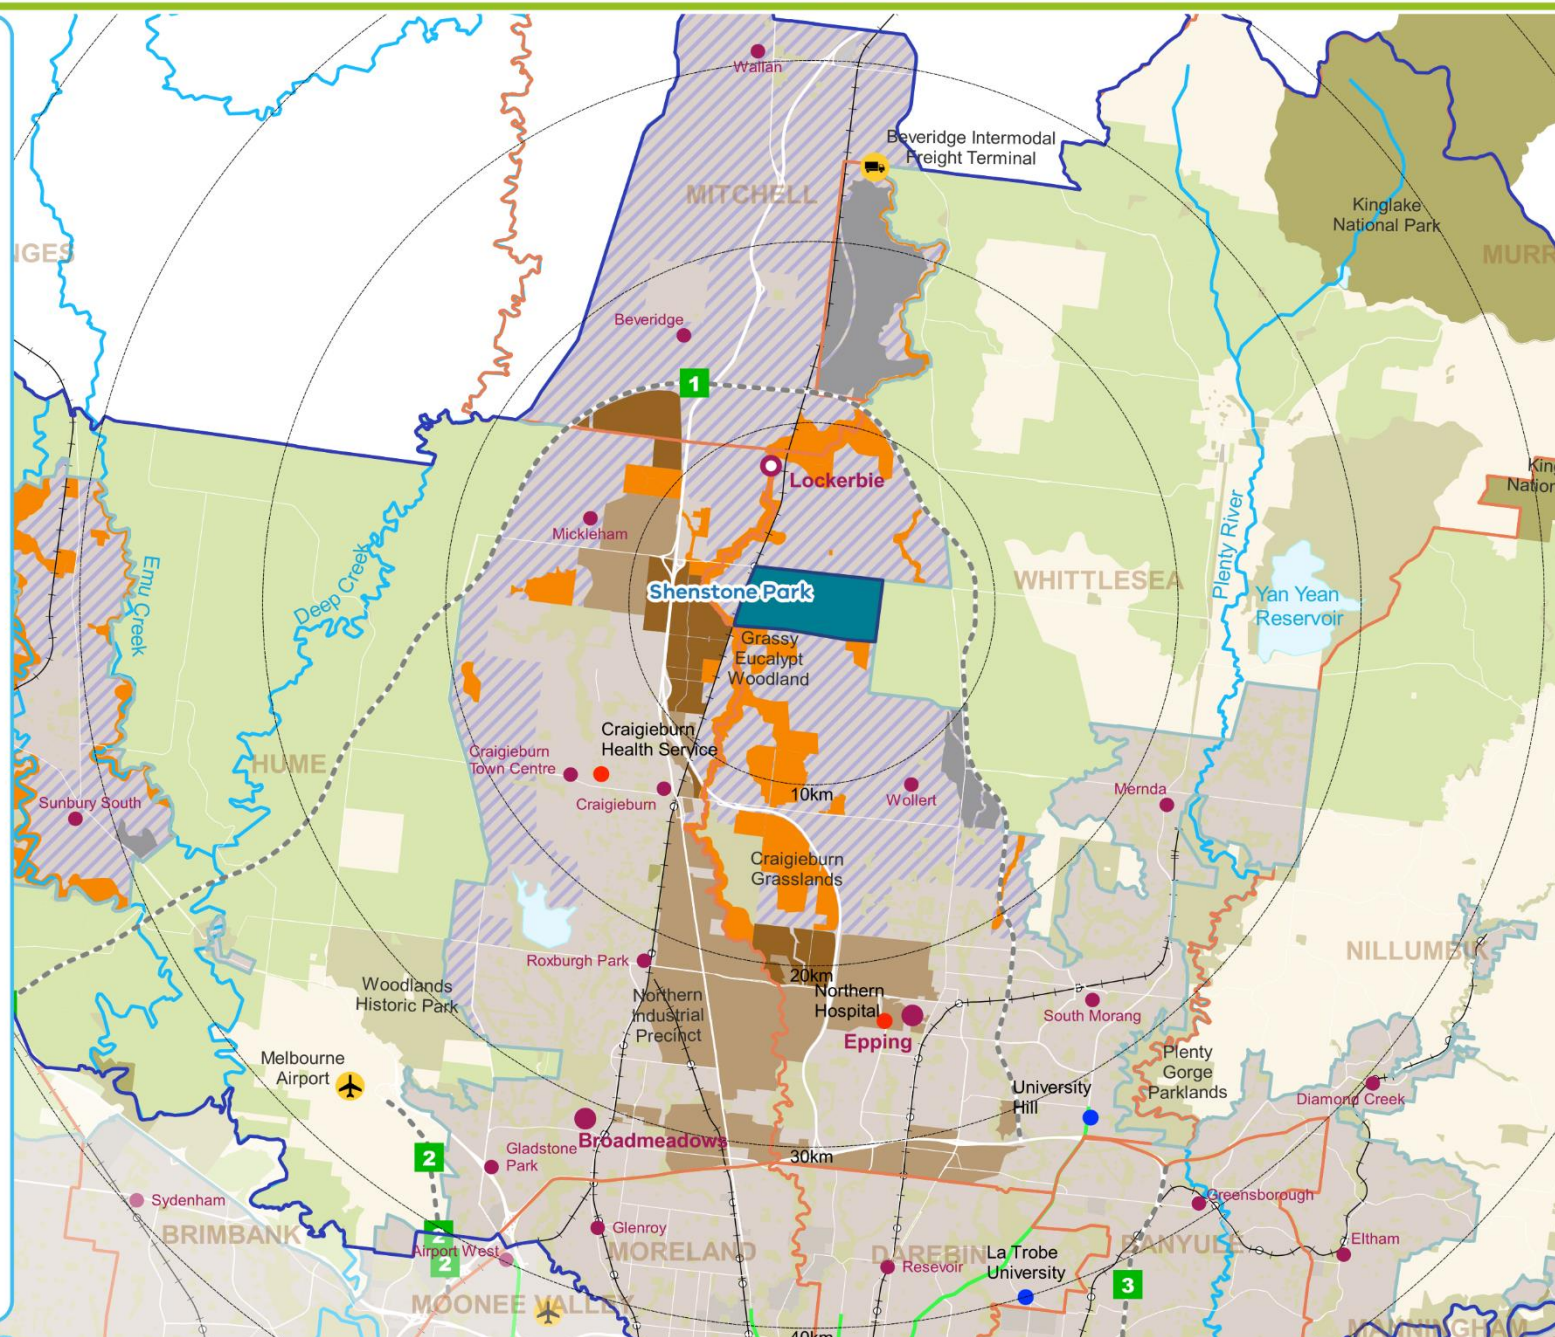 Wallan
Beveridge Intermodal
Freight Terminal
MITCHELL
Kinglake
National Park
NGES
MURR
Beveridge
1
Lockerbie
King
Nation
Mickleham
Plenty River
Emu Creek
Deep Creek
WHITTLESEA
Shenstone Park
Yan Yean
Reservoir
Grassy
Eucalypt
Woodland
Craigieburn
Health Service
HUME
Craigieburn
Town Centre
Sunbury South
Craigieburn
10km
Wollert
Mernda
Craigieburn
Grasslands
NILLUMBIK
Roxburgh Park
20km
Woodlands
Historic Park
Northern
Industrial
Precinct
Northern
Hospital
South Morang
Epping
Melbourne
Airport
Plenty
Gorge
Parklands
University
Hill
Diamond Creek
Broadmeadows
Gladstone
Park
2
30km
Sydenham
Greensborough
BRIMBANK
Glenroy
2
Airport West
MORELAND
DAREBIN
La Trobe
University
BANYULE
Eltham
2
Resevoir
3
MOONEE VALLEY
MANNINGHAM
40km